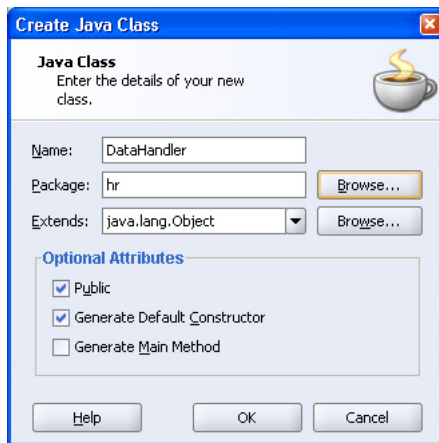 Create Java Class
Java Class
Enter the details of your new
class.
Name: DataHandler
Package: hr Browse...
Extends: java.lang.Object Browse...
Optional Attributes
Public
Generate Default Constructor
Generate Main Method
Help OK Cancel